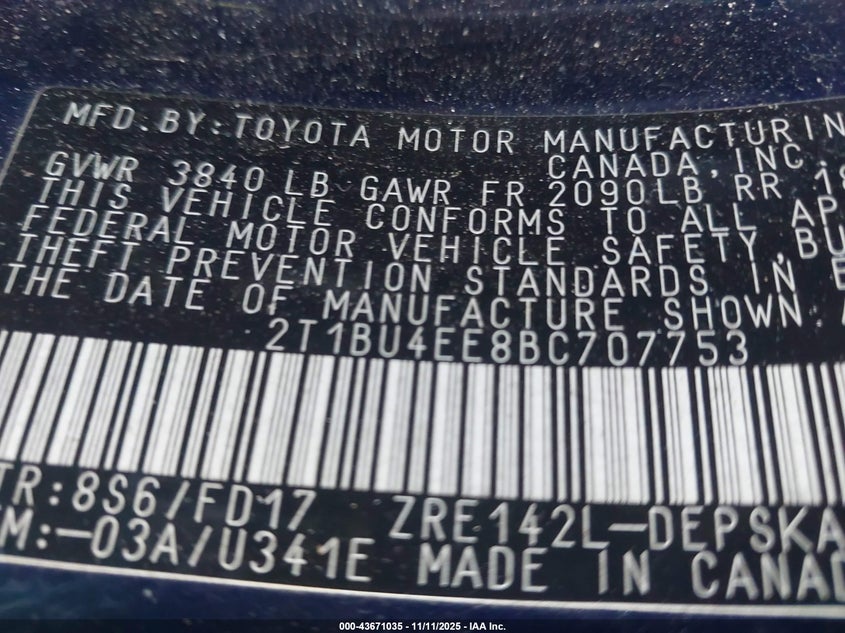 MFD. BY: TOYOTA MOTOR MANUFACTURIN
CANADA, INC.
GVWR 3840 LB GAWR FR 2090LB, RR 18
THIS VEHICLE CONFORMS TO ALL AP
FEDERAL MOTOR VEHICLE SAFETY, BU
THEFT PREVENTION STANDARDS IN E
THE DATE OF MANUFACTURE SHOWN A
2T1BU4EE8BC707753
TR:8S6/FD17 ZRE142L-DEPSKA
M:-03A/U341E MADE IN CANAD
000-43671035 - 11/11/2025 - IAA Inc.